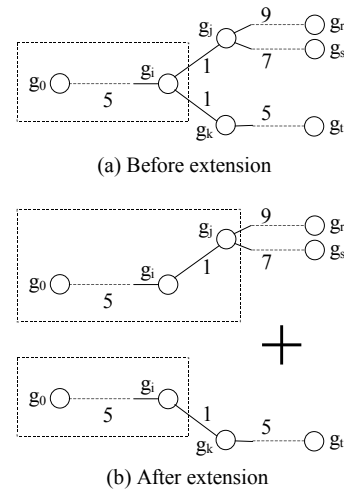 9
gj
gr
7
gs
1
g0
gi
5
1
5
gk
gt
(a) Before extension
9
gj
gr
7
gs
1
g0
gi
5
g0
gi
5
1
5
gk
gt
(b) After extension